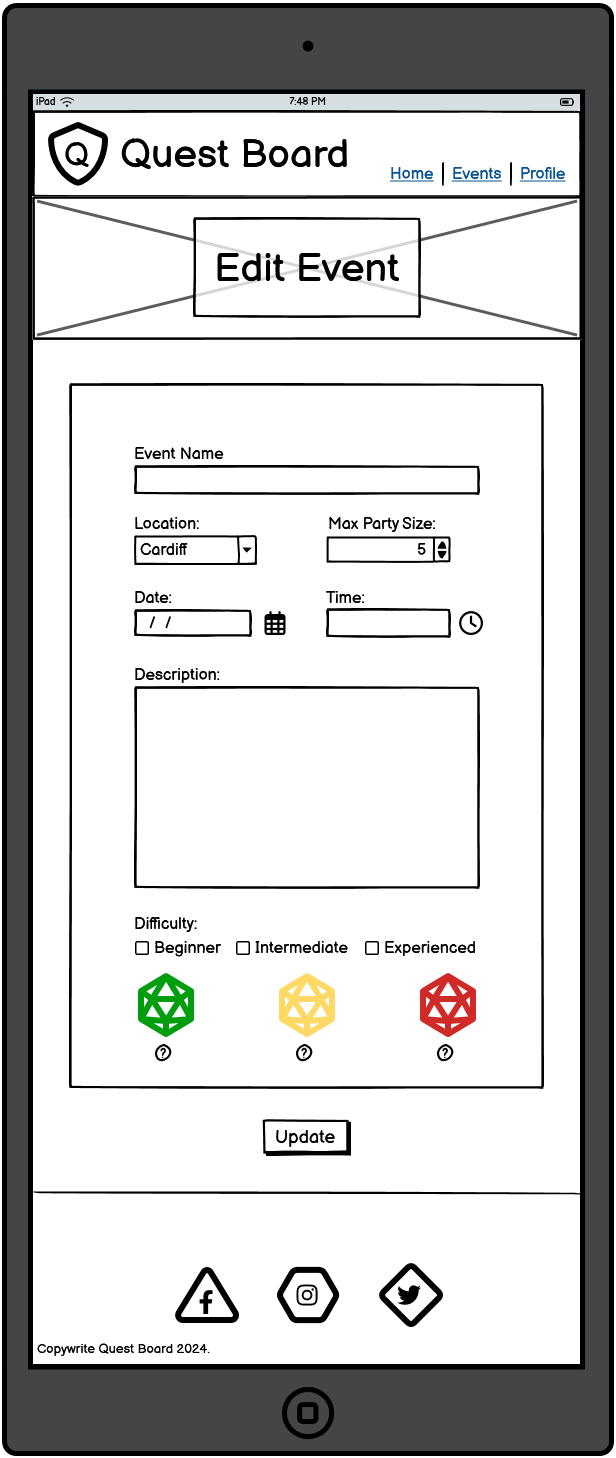 iPad 7:48 PM
Q Quest Board
Home Events Profile
Edit Event
Event Name
Location: Max Party Size:
Cardiff 5
Date: Time:
/ /
Description:
Difficulty:
Beginner Intermediate Experienced
? ? ?
Update
Copywrite Quest Board 2024.